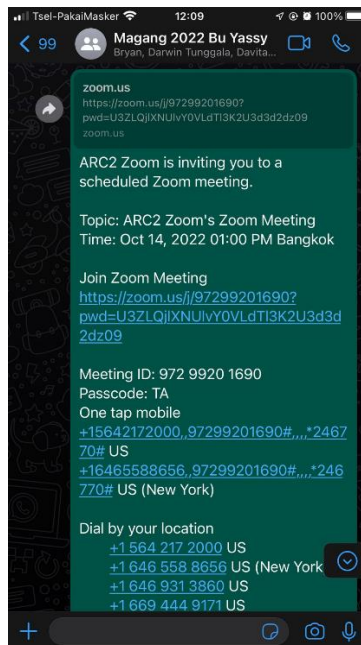 Tsel-PakaiMasker 12:09 100%
99 Magang 2022 Bu Yassy
Bryan, Darwin Tunggala, Davita...
zoom.us
https://zoom.us/j/97299201690?
pwd=U3ZLQjlXNUlvY0VLdTl3K2U3d3d2dz09
zoom.us
ARC2 Zoom is inviting you to a
scheduled Zoom meeting.
Topic: ARC2 Zoom's Zoom Meeting
Time: Oct 14, 2022 01:00 PM Bangkok
Join Zoom Meeting
https://zoom.us/j/97299201690?
pwd=U3ZLQjlXNUlvY0VLdTl3K2U3d3d
2dz09
Meeting ID: 972 9920 1690
Passcode: TA
One tap mobile
+15642172000,,97299201690#,,,,*2467
70# US
+16465588656,,97299201690#,,,,*246
770# US (New York)
Dial by your location
+1 564 217 2000 US
+1 646 558 8656 US (New York
+1 646 931 3860 US
+1 669 444 9171 US